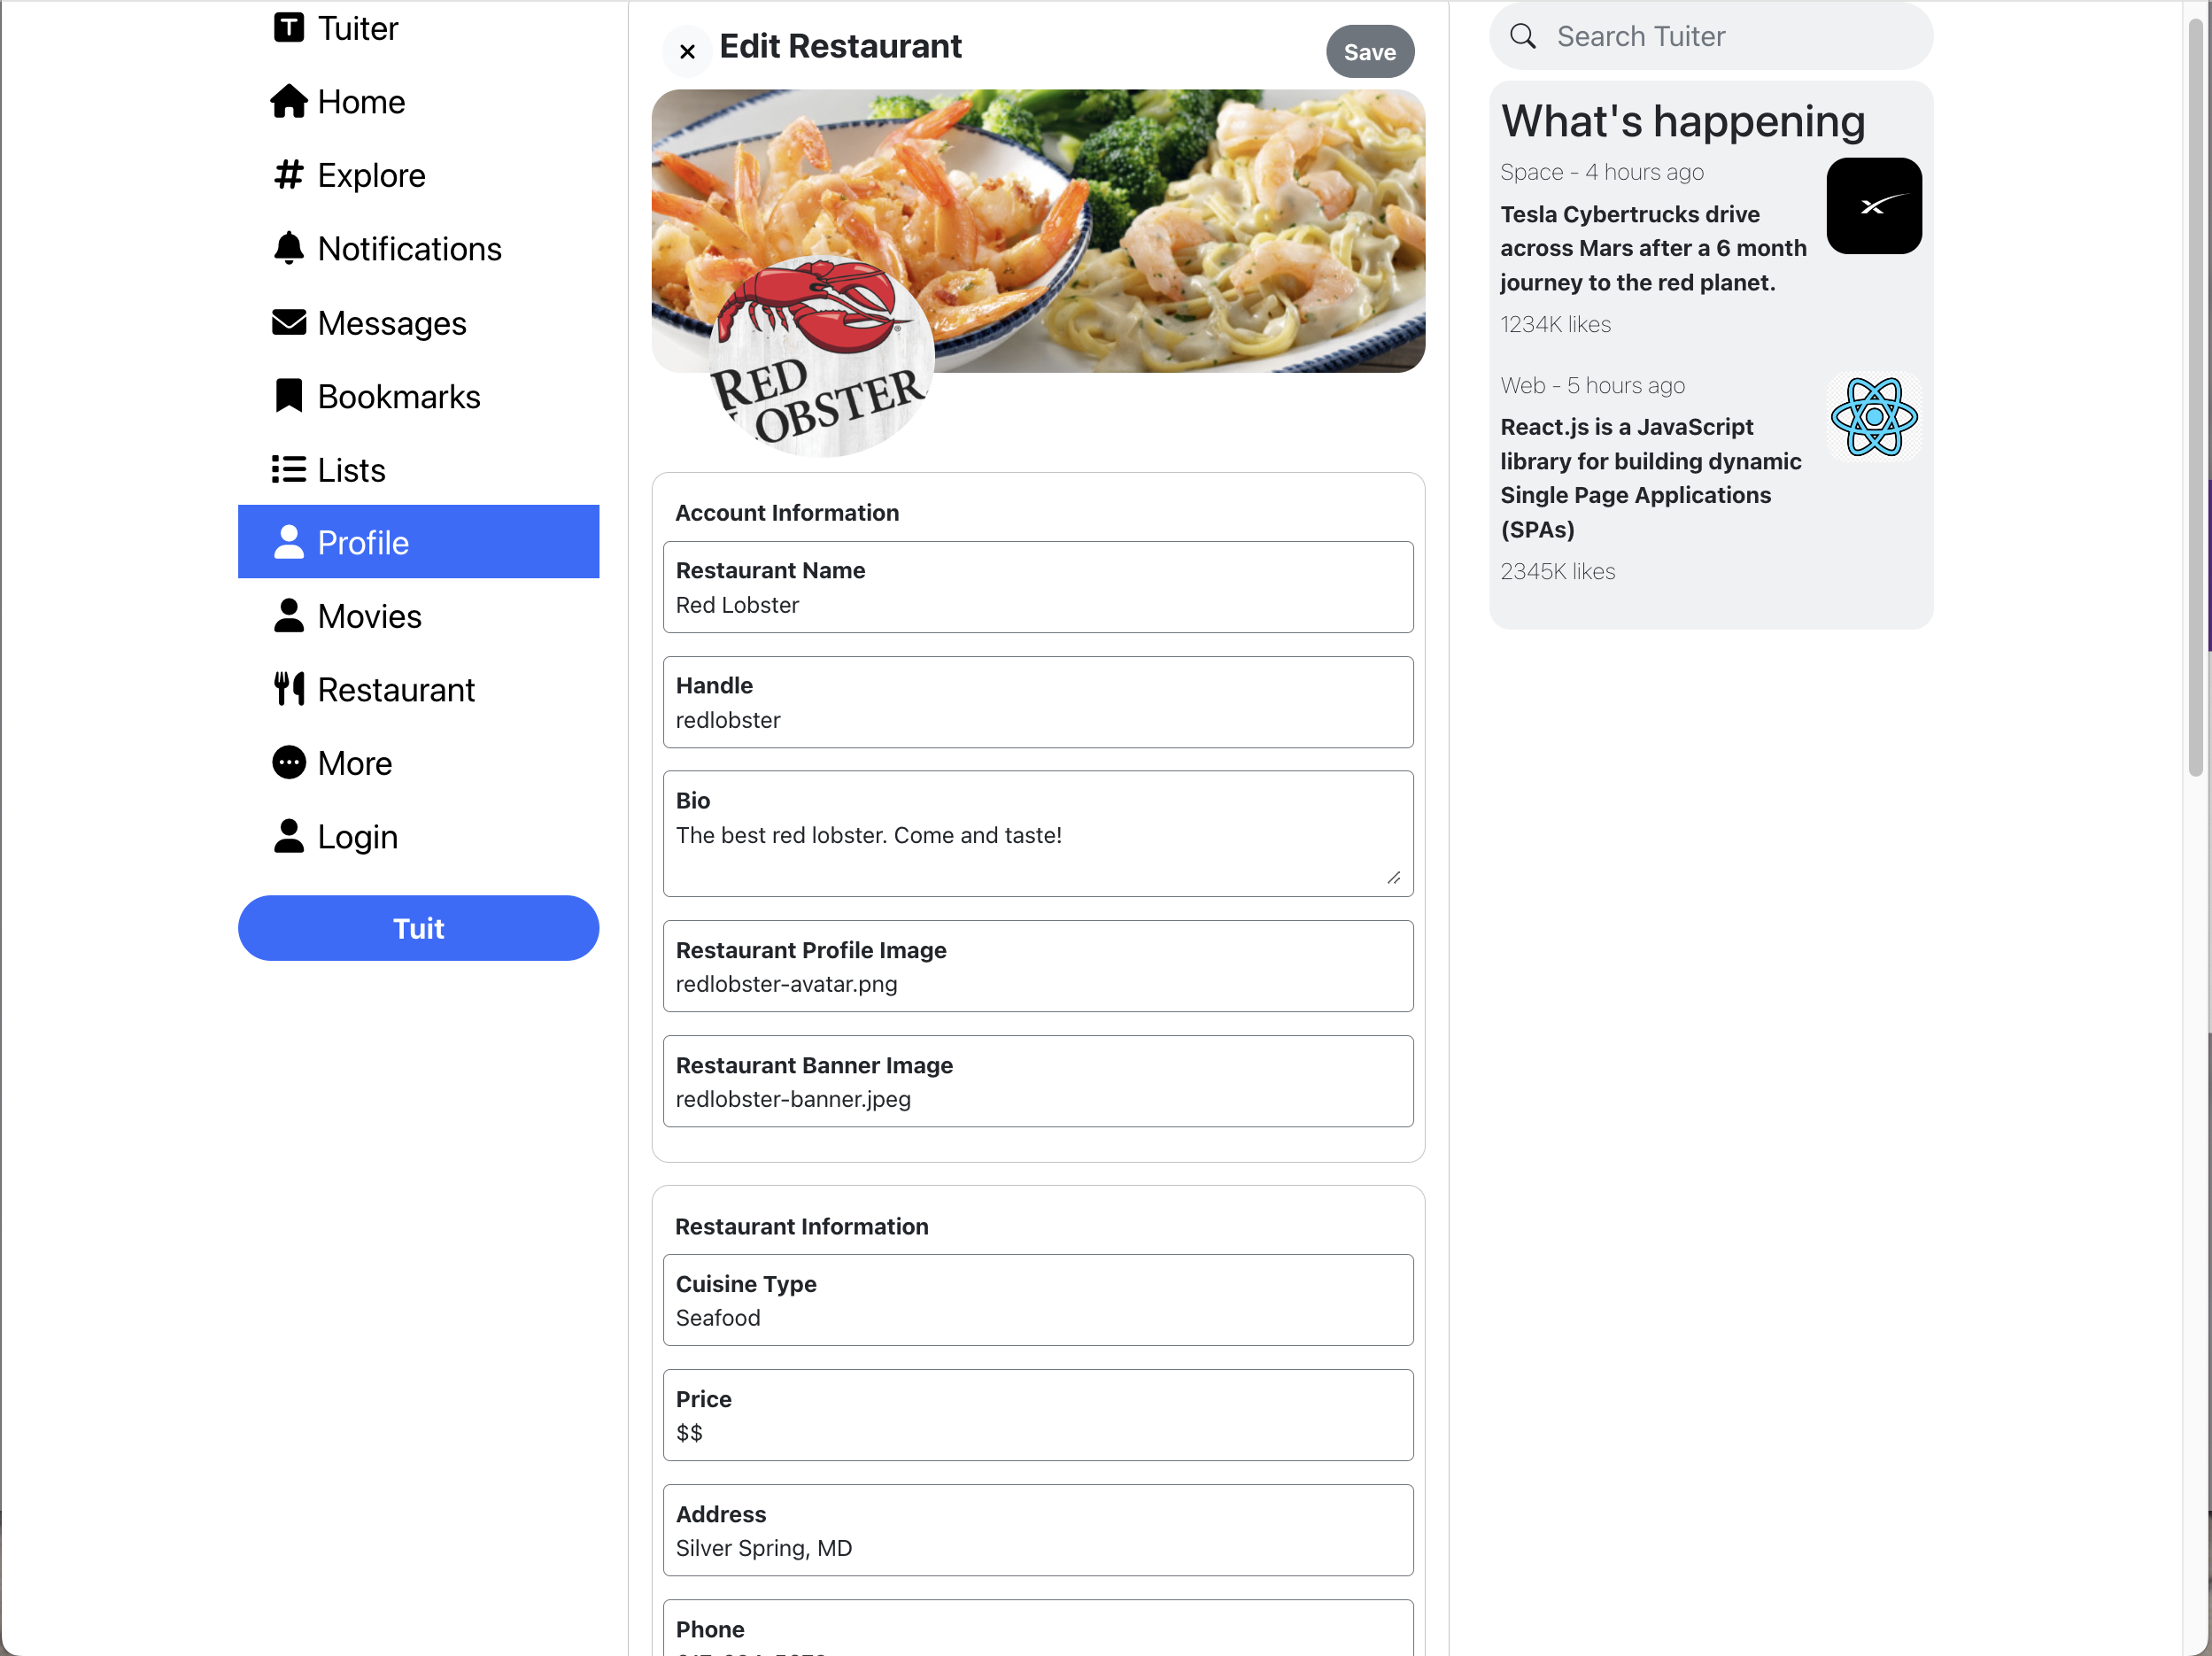 Tuiter
Home
Explore
Notifications
Messages
Bookmarks
Lists
Profile
Movies
Restaurant
More
Login
Tuit
Edit Restaurant
Save
RED
LOBSTER
®
Account Information
Restaurant Name
Red Lobster
Handle
redlobster
Bio
The best red lobster. Come and taste!
Restaurant Profile Image
redlobster-avatar.png
Restaurant Banner Image
redlobster-banner.jpeg
Restaurant Information
Cuisine Type
Seafood
Price
$$
Address
Silver Spring, MD
Phone
Search Tuiter
What's happening
Space - 4 hours ago
Tesla Cybertrucks drive
across Mars after a 6 month
journey to the red planet.
1234K likes
Web - 5 hours ago
React.js is a JavaScript
library for building dynamic
Single Page Applications
(SPAs)
2345K likes